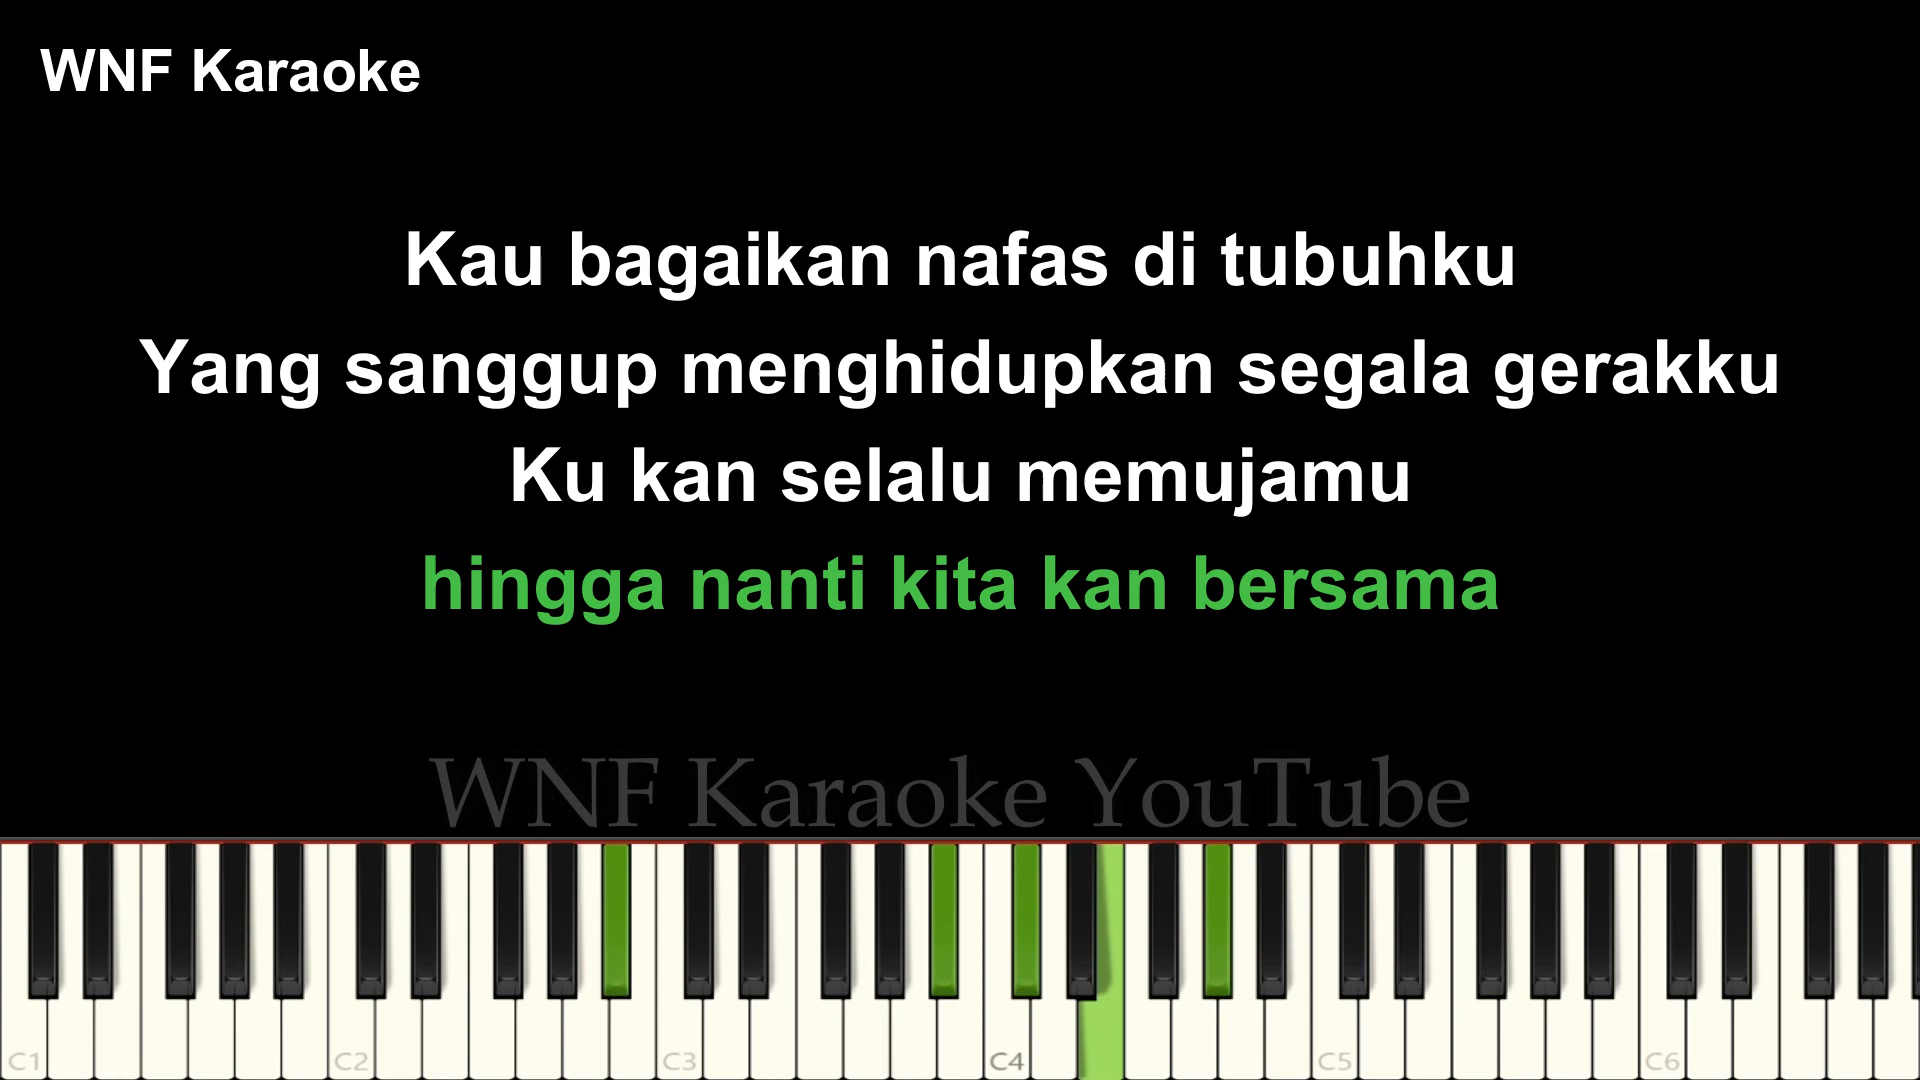 WNF Karaoke
Kau bagaikan nafas di tubuhku
Yang sanggup menghidupkan segala gerakku
Ku kan selalu memujamu
hingga nanti kita kan bersama
WNF Karaoke YouTube
C1 C2 C3 C4 C5 C6